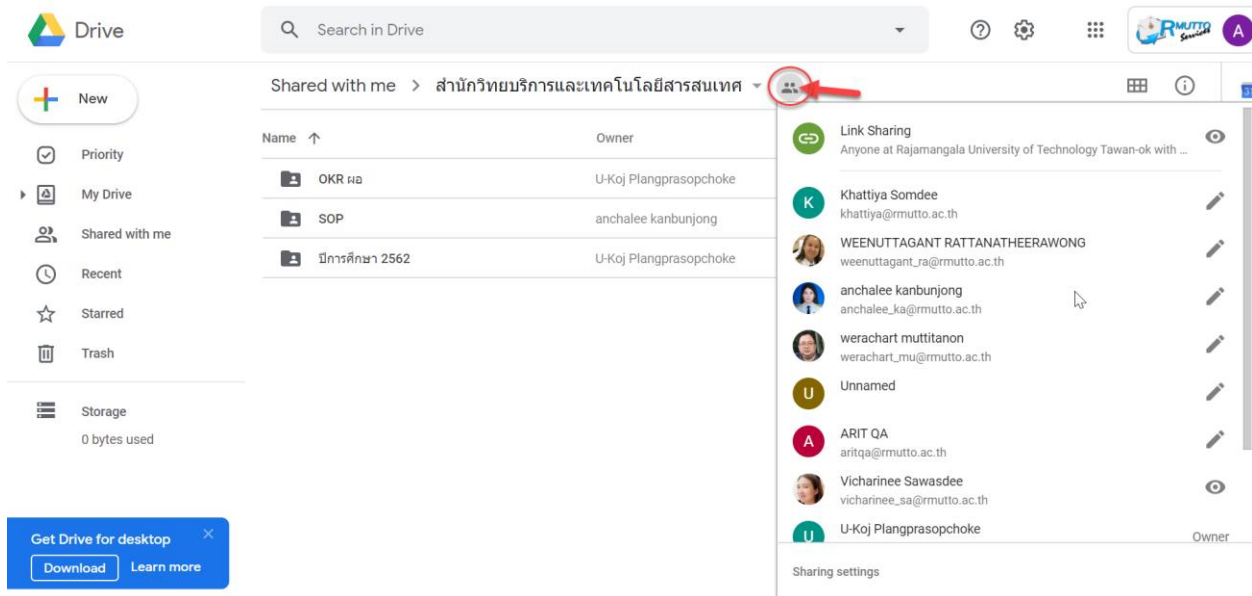 Drive
Search in Drive
RMUTTO
Services
A
New
Priority
My Drive
Shared with me
Recent
Starred
Trash
Storage
0 bytes used
Get Drive for desktop
Download
Learn more
Shared with me > สำนักวิทยบริการและเทคโนโลยีสารสนเทศ
Name
Owner
OKR ผอ
U-Koj Plangprasopchoke
SOP
anchalee kanbunjong
ปีการศึกษา 2562
U-Koj Plangprasopchoke
Link Sharing
Anyone at Rajamangala University of Technology Tawan-ok with ...
K
Khattiya Somdee
khattiya@rmutto.ac.th
WEENUTTAGANT RATTANATHEERAWONG
weenuttagant_ra@rmutto.ac.th
anchalee kanbunjong
anchalee_ka@rmutto.ac.th
werachart muttitanon
werachart_mu@rmutto.ac.th
U
Unnamed
A
ARIT QA
aritqa@rmutto.ac.th
Vicharinee Sawasdee
vicharinee_sa@rmutto.ac.th
U
U-Koj Plangprasopchoke
Owner
Sharing settings